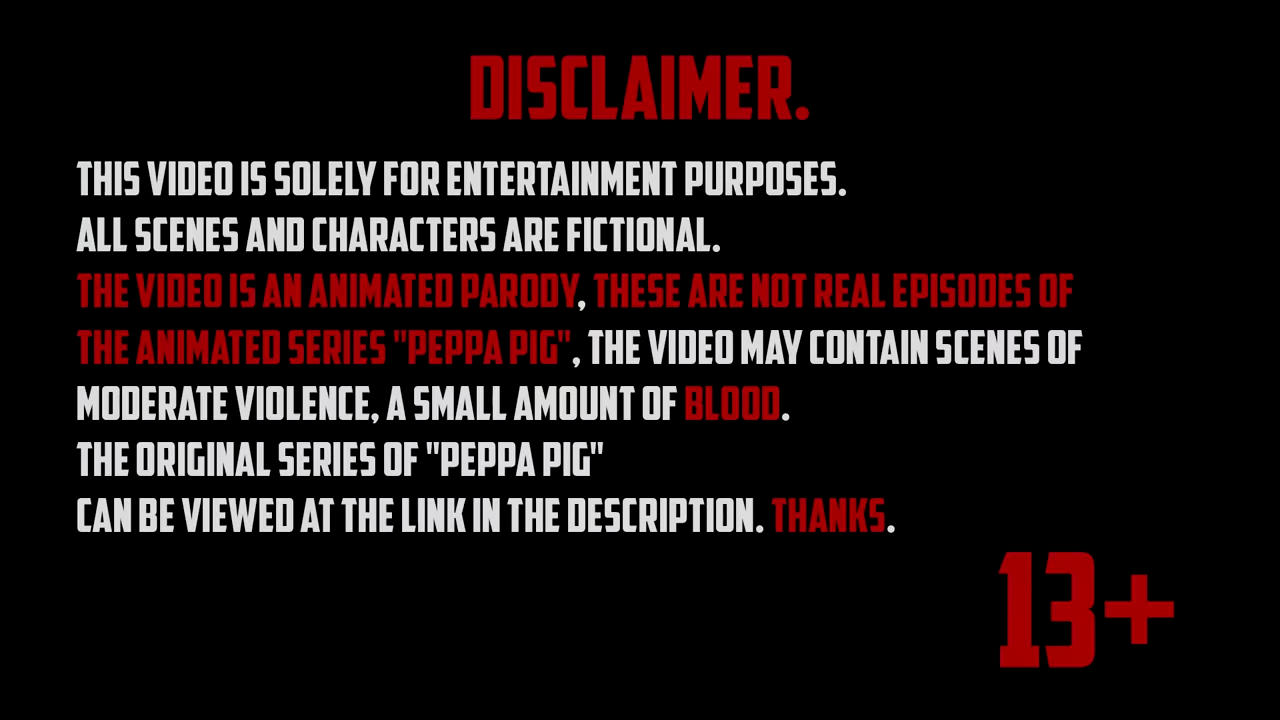 DISCLAIMER.
THIS VIDEO IS SOLELY FOR ENTERTAINMENT PURPOSES.
ALL SCENES AND CHARACTERS ARE FICTIONAL.
THE VIDEO IS AN ANIMATED PARODY, THESE ARE NOT REAL EPISODES OF
THE ANIMATED SERIES "PEPPA PIG", THE VIDEO MAY CONTAIN SCENES OF
MODERATE VIOLENCE, A SMALL AMOUNT OF BLOOD.
THE ORIGINAL SERIES OF "PEPPA PIG"
CAN BE VIEWED AT THE LINK IN THE DESCRIPTION. THANKS.
13+